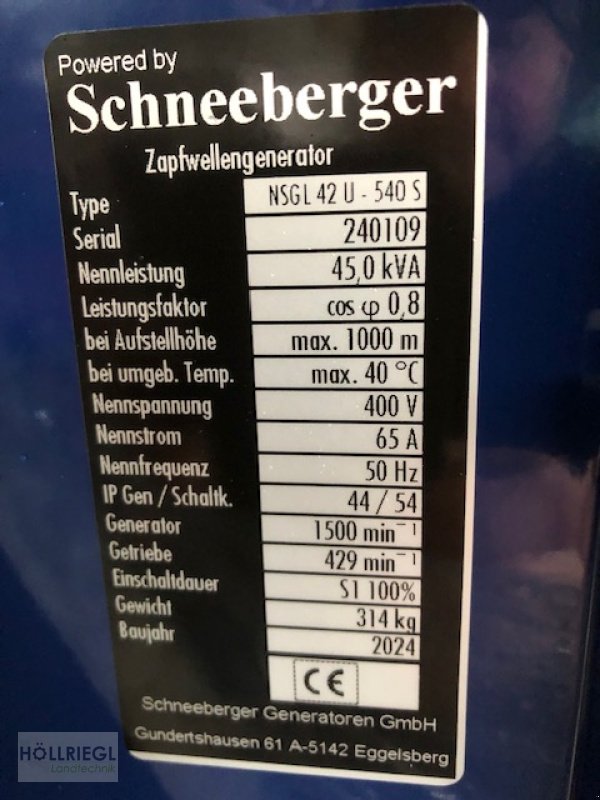 Powered by
Schneeberger
Zapfwellengenerator
Type NSGL 42 U - 540 S
Serial 240109
Nennleistung 45,0 kVA
Leistungsfaktor cos φ 0,8
bei Aufstellhöhe max. 1000 m
bei umgeb. Temp. max. 40 °C
Nennspannung 400 V
Nennstrom 65 A
Nennfrequenz 50 Hz
IP Gen / Schaltk. 44 / 54
Generator 1500 min⁻¹
Getriebe 429 min⁻¹
Einschaltdauer S1 100%
Gewicht 314 kg
Baujahr 2024
CE
Schneeberger Generatoren GmbH
Gundertshausen 61 A-5142 Eggelsberg
HÖLLRIEGL
Landtechnik